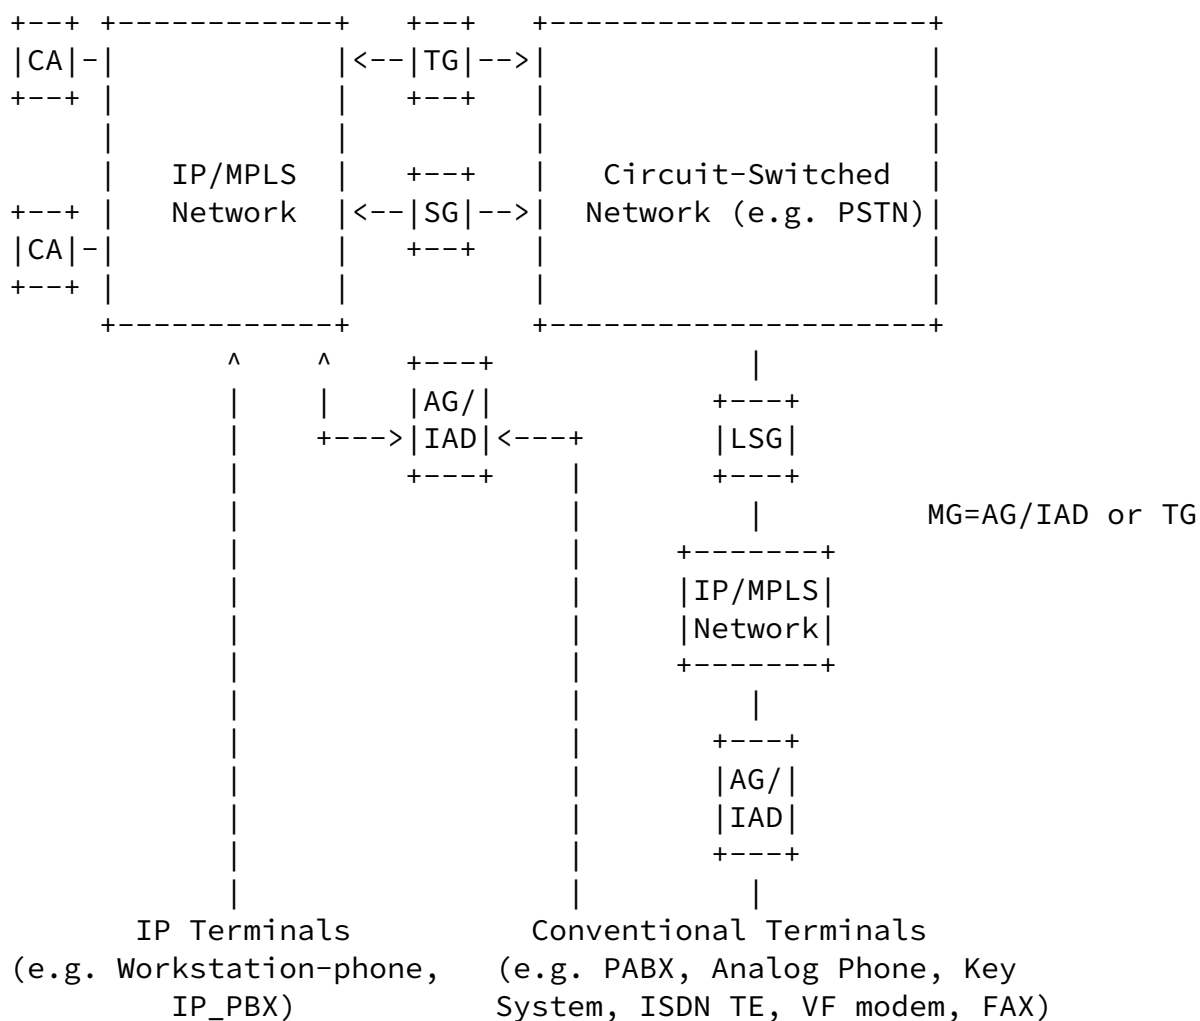 CA TG
IP/MPLS Circuit-Switched
Network SG Network (e.g. PSTN)
CA
AG/
IAD LSG
MG=AG/IAD or TG
IP/MPLS
Network
AG/
IAD
IP Terminals Conventional Terminals
(e.g. Workstation-phone, (e.g. PABX, Analog Phone, Key
IP_PBX) System, ISDN TE, VF modem, FAX)